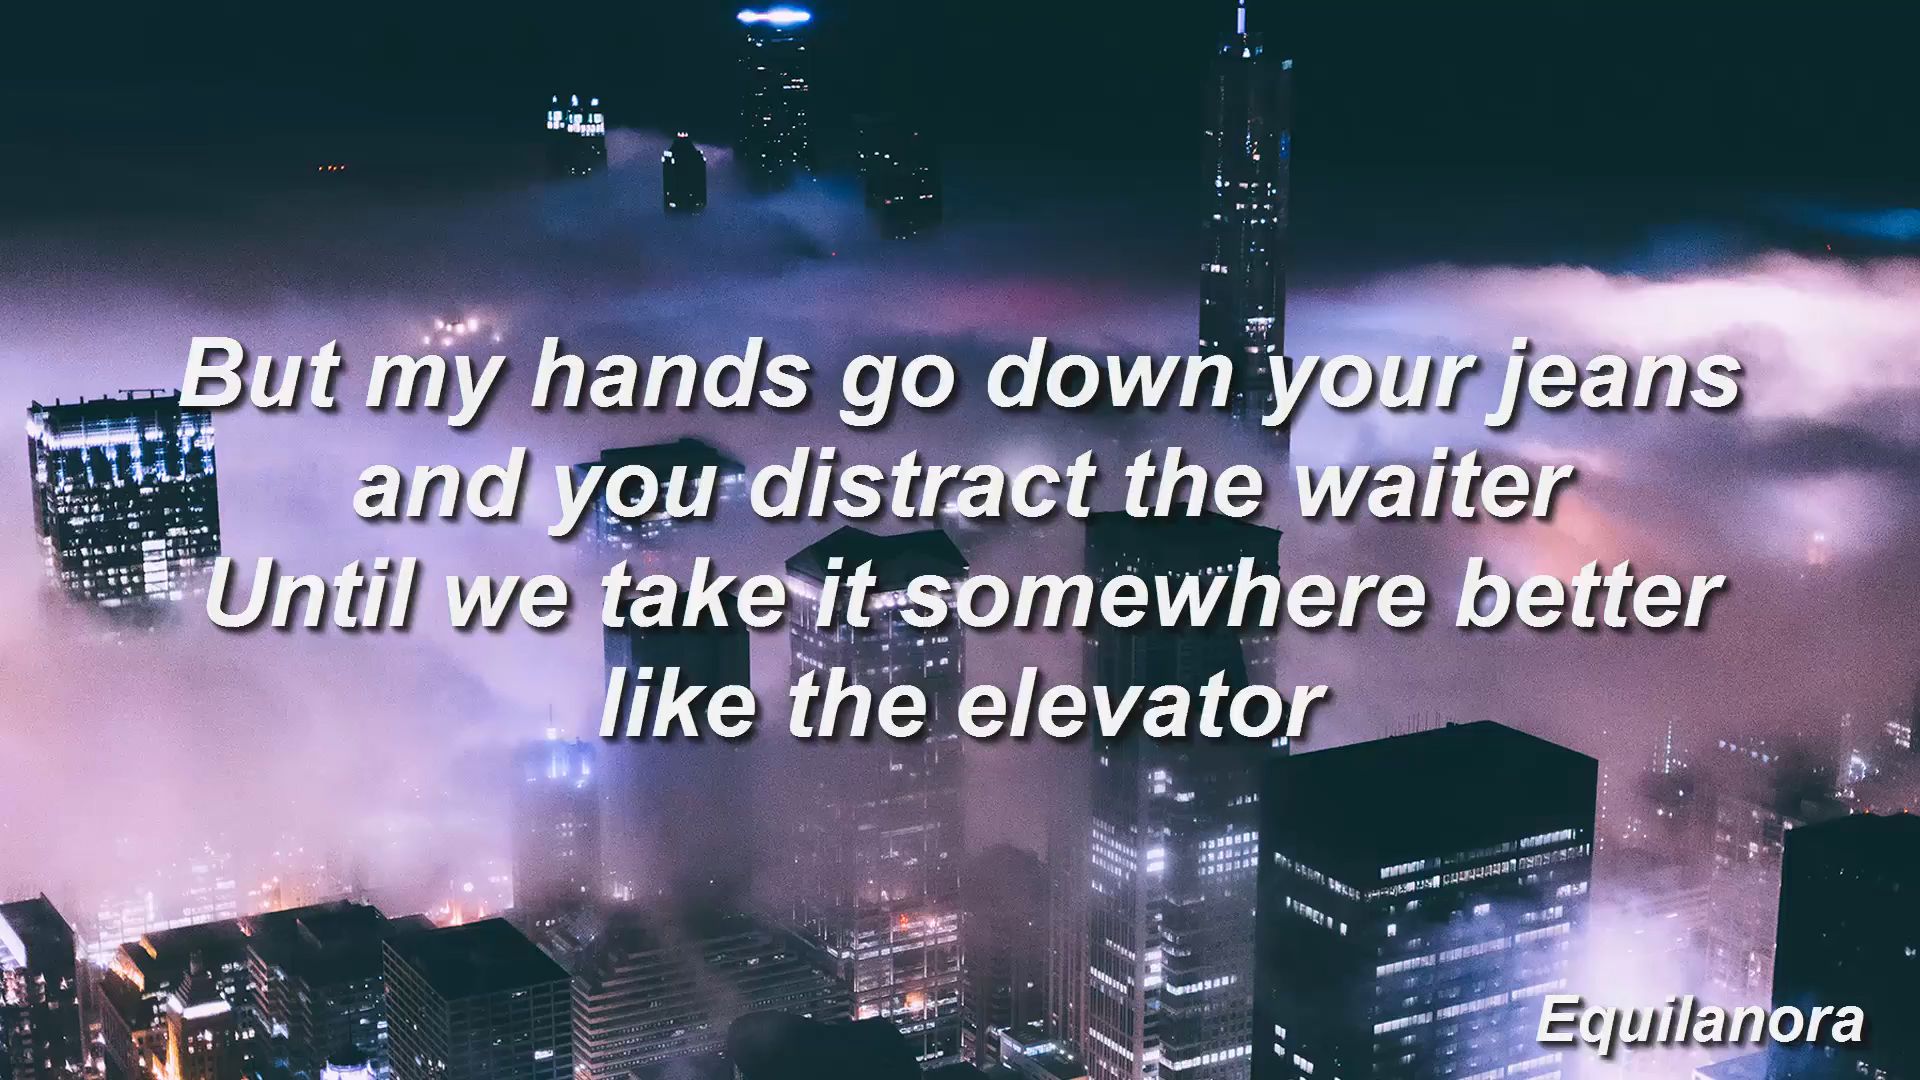 But my hands go down your jeans
and you distract the waiter
Until we take it somewhere better
like the elevator
Equilanora